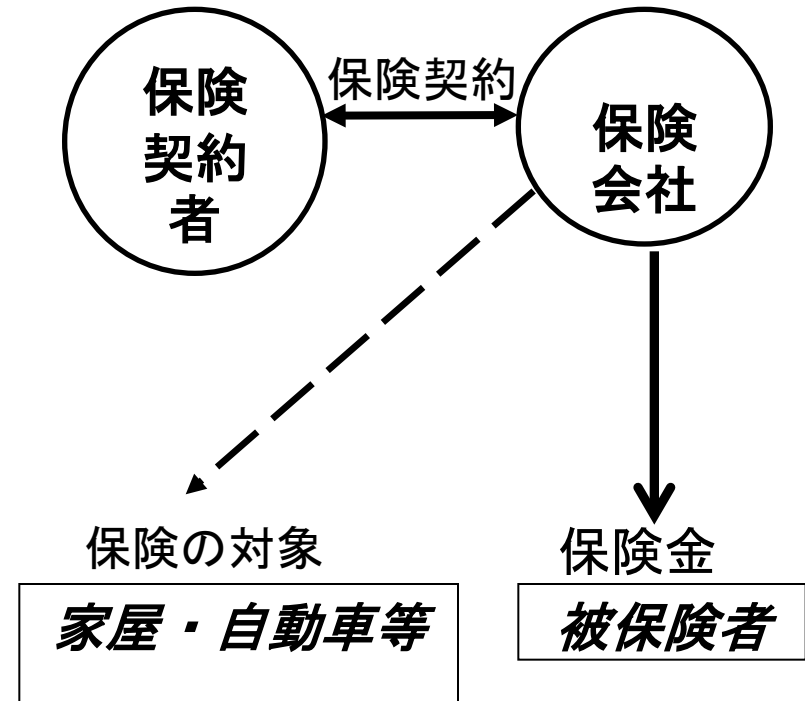 保険
契約
者
保険契約
保険
会社
保険の対象
家屋・自動車等
保険金
被保険者